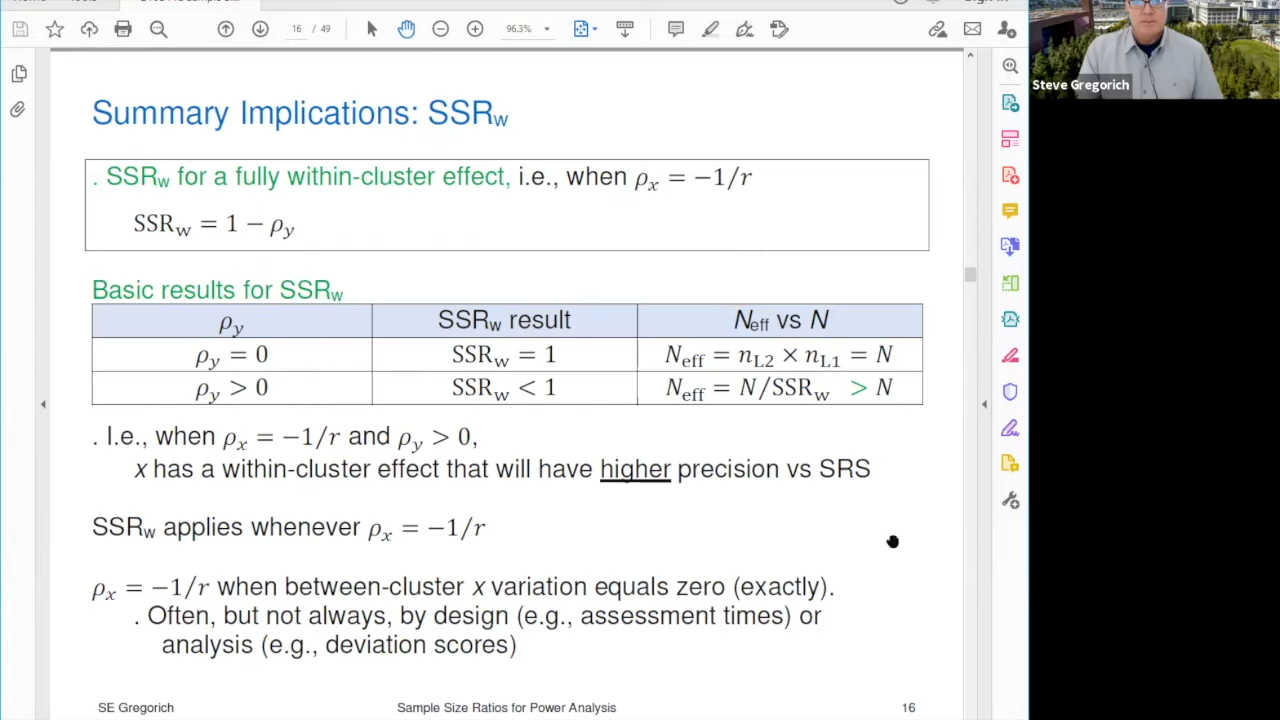 16 / 49
96.3%
Steve Gregorich
Summary Implications: SSRw
. SSRw for a fully within-cluster effect, i.e., when ρx = −1/r
SSRw = 1 − ρy
Basic results for SSRw
ρy SSRw result Neff vs N
ρy = 0 SSRw = 1 Neff = nL2 × nL1 = N
ρy > 0 SSRw < 1 Neff = N/SSRw > N
. I.e., when ρx = −1/r and ρy > 0,
x has a within-cluster effect that will have higher precision vs SRS
SSRw applies whenever ρx = −1/r
ρx = −1/r when between-cluster x variation equals zero (exactly).
. Often, but not always, by design (e.g., assessment times) or
analysis (e.g., deviation scores)
SE Gregorich Sample Size Ratios for Power Analysis 16